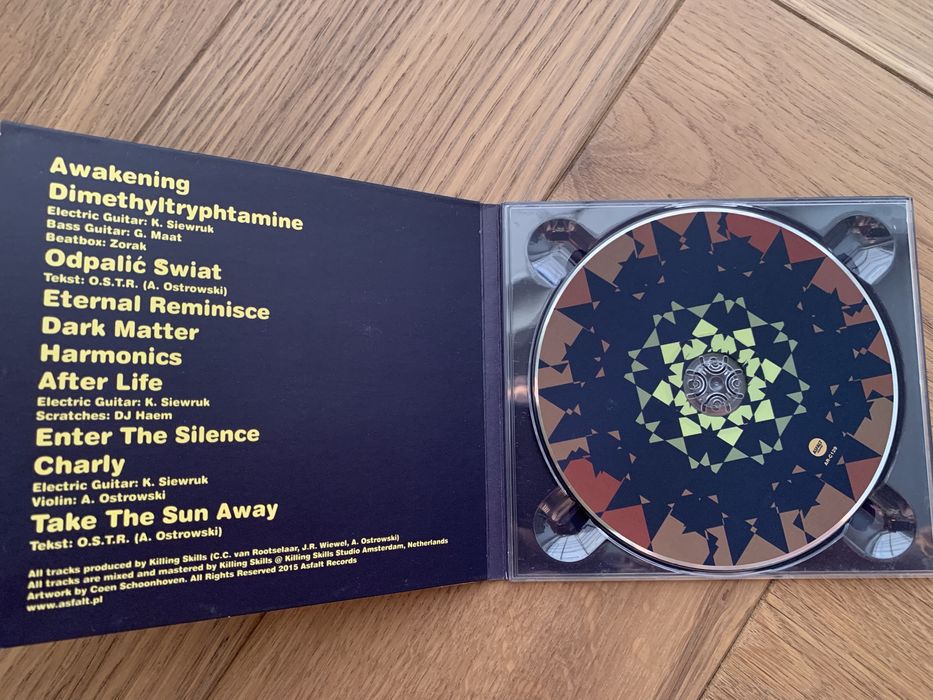 Awakening
Dimethyltryphtamine
Electric Guitar: K. Siewruk
Bass Guitar: G. Maat
Beatbox: Zorak
Odpalić Swiat
Tekst: O.S.T.R. (A. Ostrowski)
Eternal Reminisce
Dark Matter
Harmonics
After Life
Electric Guitar: K. Siewruk
Scratches: DJ Haem
Enter The Silence
Charly
Electric Guitar: K. Siewruk
Violin: A. Ostrowski
Take The Sun Away
Tekst: O.S.T.R. (A. Ostrowski)
All tracks produced by Killing Skills (C.C. van Rootselaar, J.R. Wiewel, A. Ostrowski)
All tracks are mixed and mastered by Killing Skills @ Killing Skills Studio Amsterdam, Netherlands
Artwork by Coen Schoonhoven. All Rights Reserved 2015 Asfalt Records
www.asfalt.pl
ASFALT
AR-C129